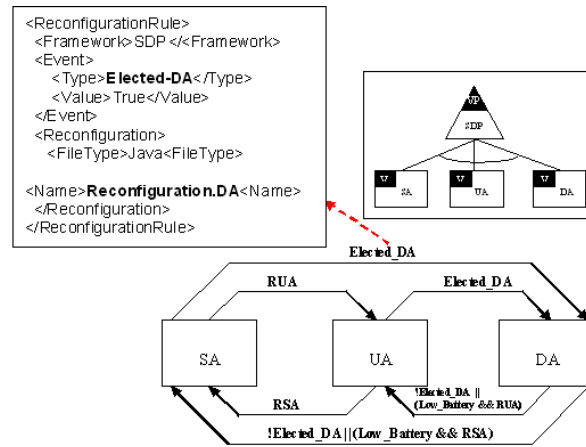 <ReconfigurationRule>
<Framework>SDP</<Framework>
<Event>
<Type>Elected-DA</Type>
<Value>True</Value>
</Event>
<Reconfiguration>
<FileType>Java<FileType>
<Name>Reconfiguration.DA<Name>
</Reconfiguration>
</ReconfigurationRule>
VP
SDP
V
SA
V
UA
V
DA
Elected_DA
RUA
Elected_DA
SA
UA
DA
RSA
!Elected_DA ||
(Low_Battery && RUA)
!Elected_DA ||(Low_Battery && RSA)